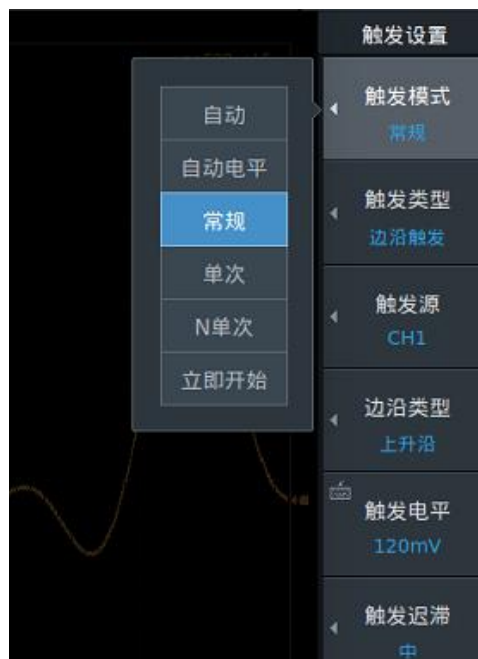 触发设置
自动
自动电平
常规
单次
N单次
立即开始
触发模式
常规
触发类型
边沿触发
触发源
CH1
边沿类型
上升沿
触发电平
120mV
触发迟滞
中